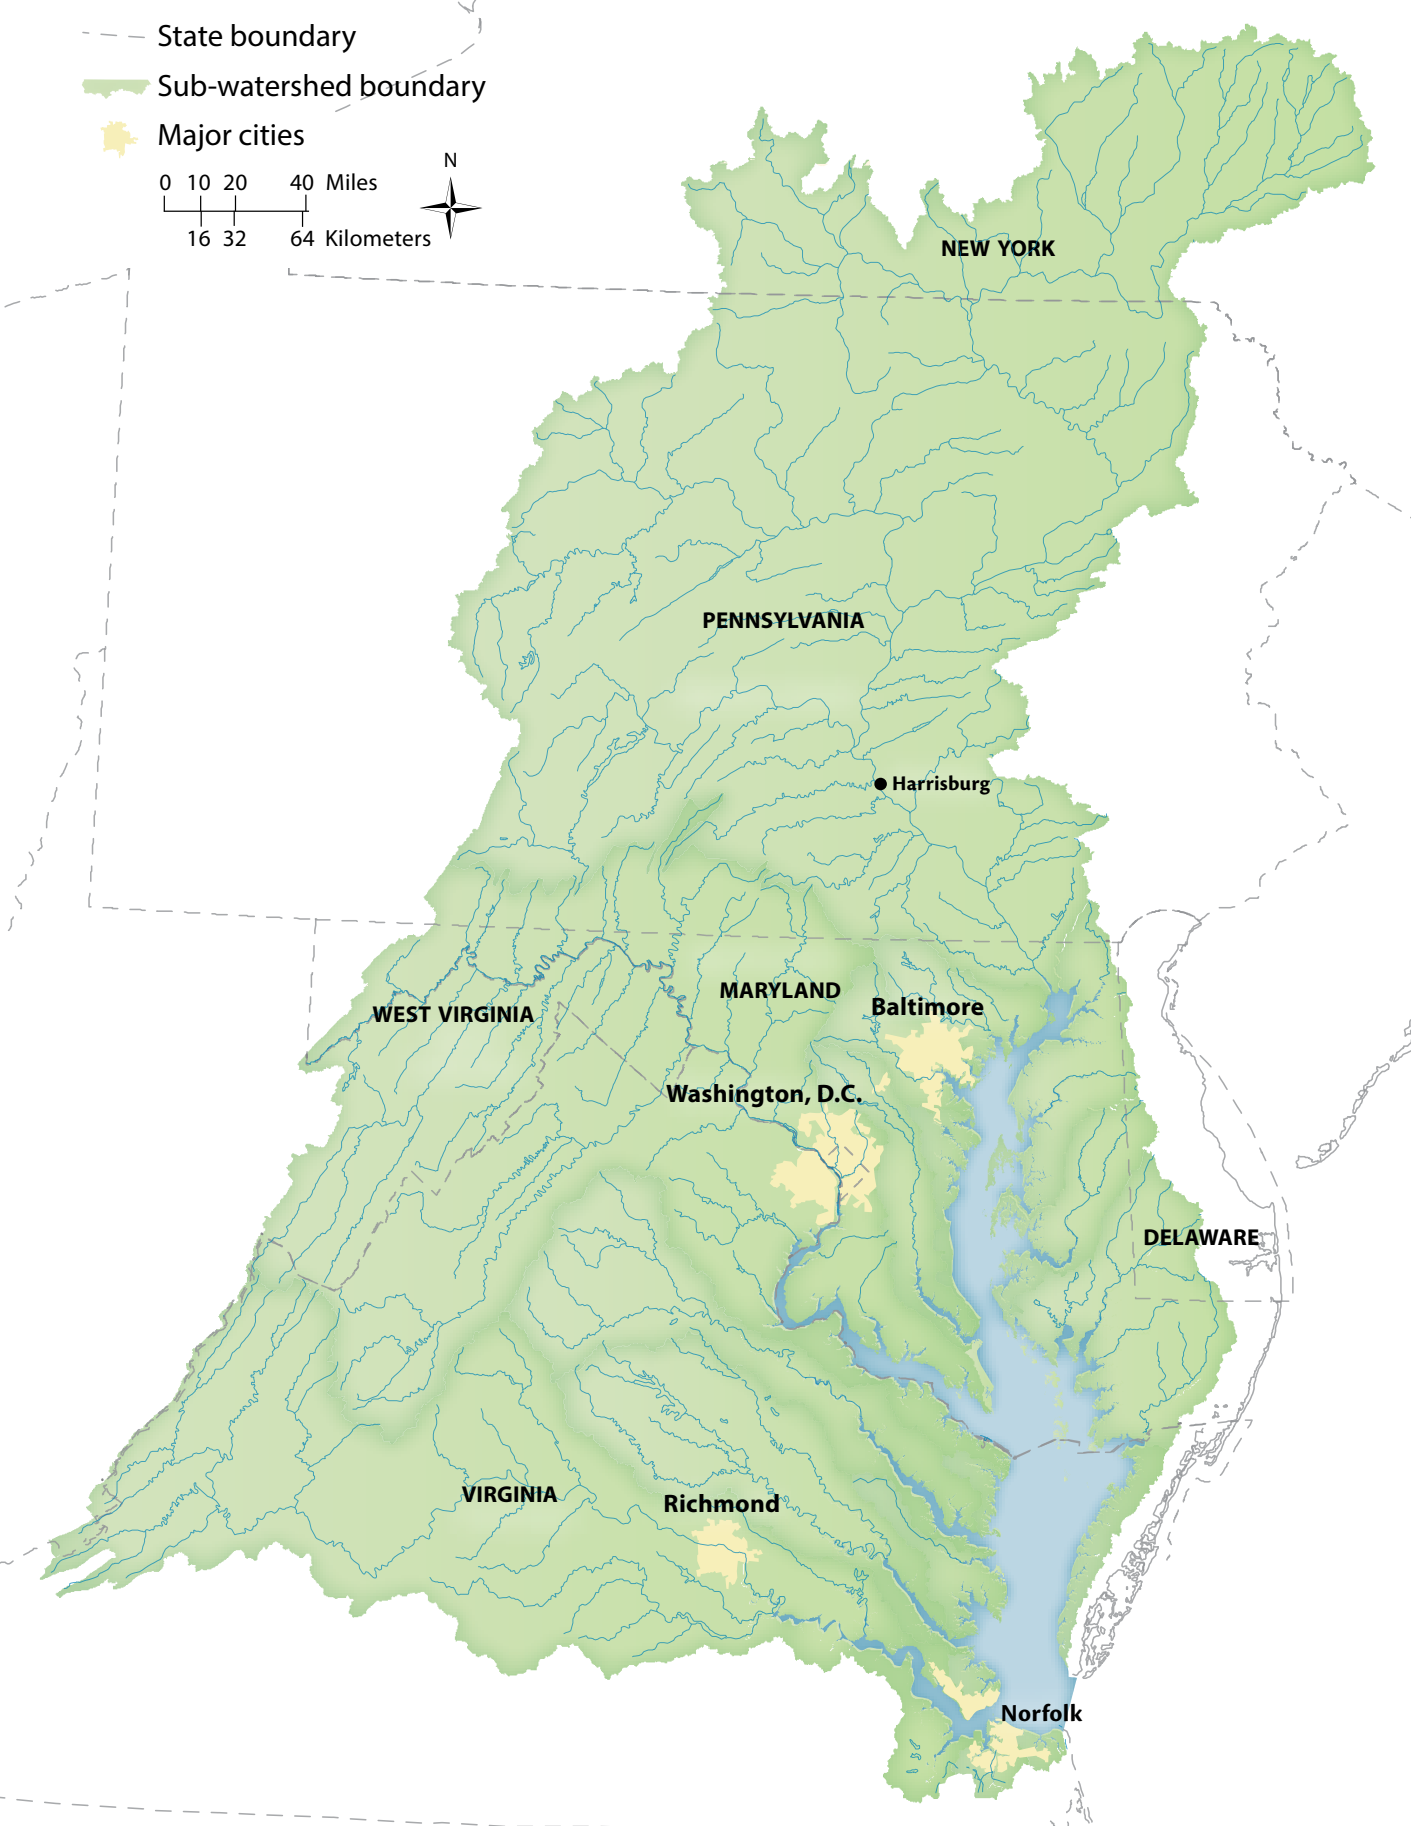 State boundary
Sub-watershed boundary
Major cities
N
0 10 20 40 Miles
16 32 64 Kilometers
NEW YORK
PENNSYLVANIA
Harrisburg
MARYLAND
Baltimore
WEST VIRGINIA
Washington, D.C.
DELAWARE
VIRGINIA
Richmond
Norfolk